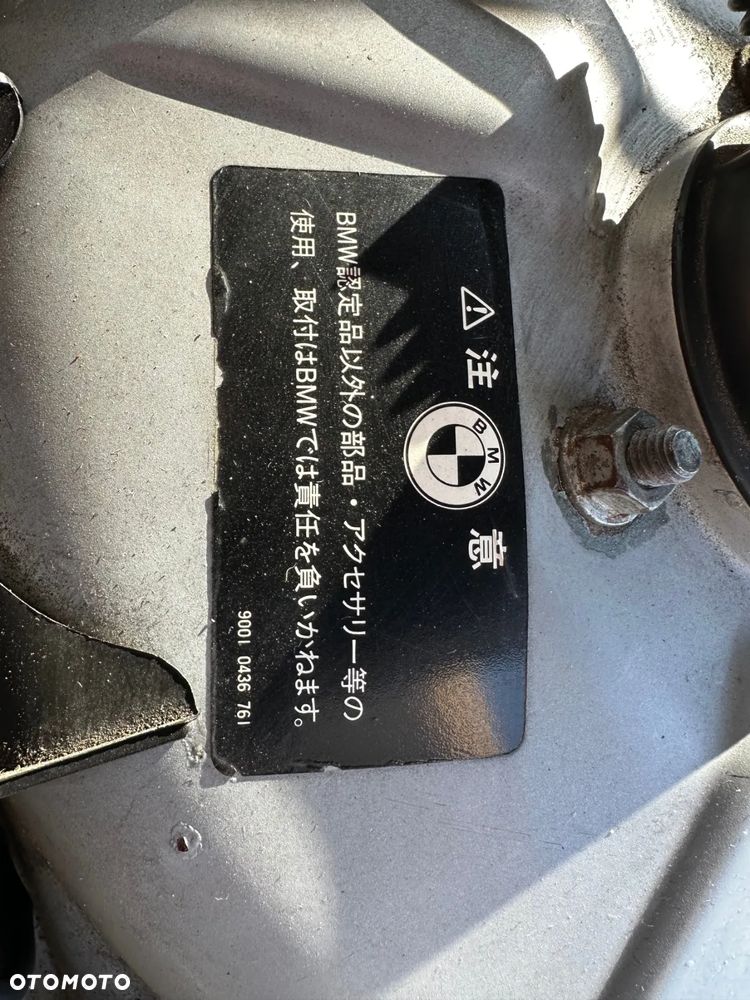 注 意
BMW
BMW認定品以外の部品・アクセサリー等の
使用、取付はBMWでは責任を負いかねます。
9001 0436 761
OTOMOTO